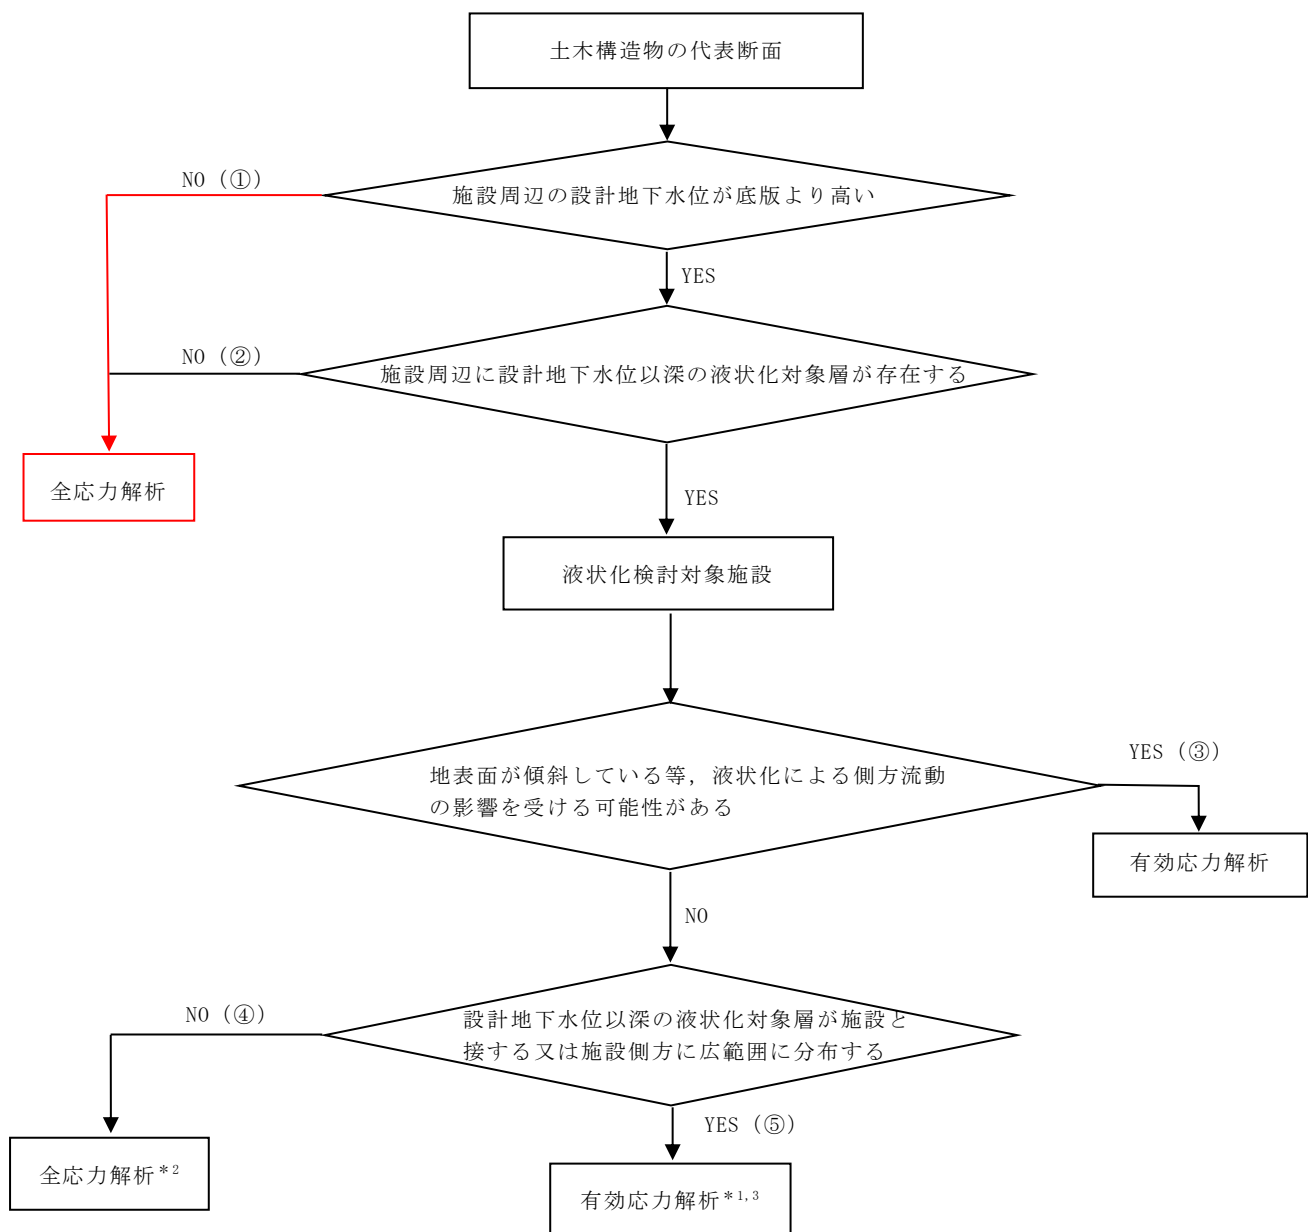 土木構造物の代表断面
NO（①）
施設周辺の設計地下水位が底版より高い
YES
NO（②）
施設周辺に設計地下水位以深の液状化対象層が存在する
全応力解析
YES
液状化検討対象施設
YES（③）
地表面が傾斜している等，液状化による側方流動
の影響を受ける可能性がある
有効応力解析
NO
NO（④）
設計地下水位以深の液状化対象層が施設と
接する又は施設側方に広範囲に分布する
YES（⑤）
全応力解析*2
有効応力解析*1,3